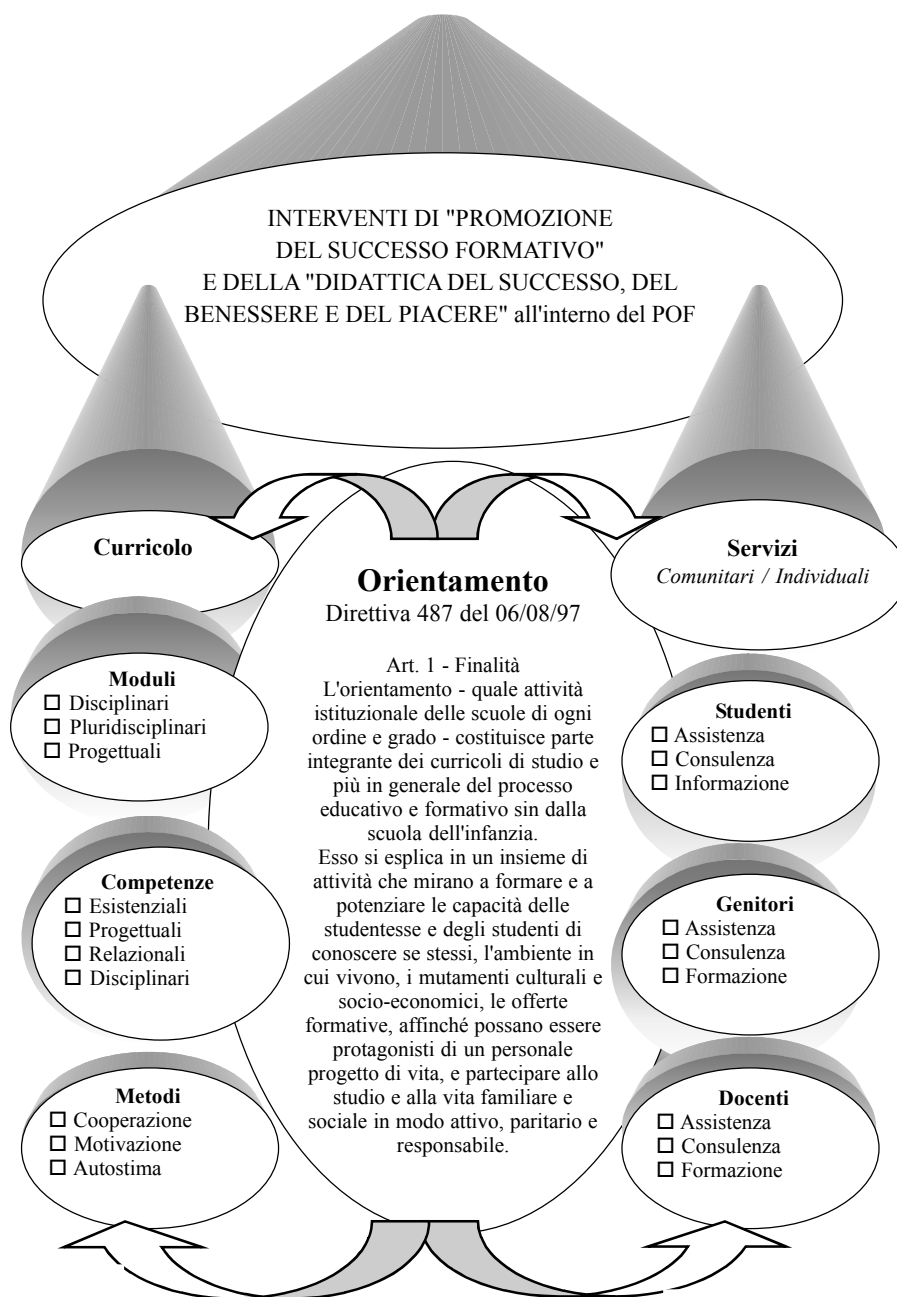 INTERVENTI DI "PROMOZIONE
DEL SUCCESSO FORMATIVO"
E DELLA "DIDATTICA DEL SUCCESSO, DEL
BENESSERE E DEL PIACERE" all'interno del POF
Curricolo
Moduli
☐ Disciplinari
☐ Pluridisciplinari
☐ Progettuali
Competenze
☐ Esistenziali
☐ Progettuali
☐ Relazionali
☐ Disciplinari
Metodi
☐ Cooperazione
☐ Motivazione
☐ Autostima
Orientamento
Direttiva 487 del 06/08/97
Art. 1 - Finalità
L'orientamento - quale attività
istituzionale delle scuole di ogni
ordine e grado - costituisce parte
integrante dei curricoli di studio e
più in generale del processo
educativo e formativo sin dalla
scuola dell'infanzia.
Esso si esplica in un insieme di
attività che mirano a formare e a
potenziare le capacità delle
studentesse e degli studenti di
conoscere se stessi, l'ambiente in
cui vivono, i mutamenti culturali e
socio-economici, le offerte
formative, affinché possano essere
protagonisti di un personale
progetto di vita, e partecipare allo
studio e alla vita familiare e
sociale in modo attivo, paritario e
responsabile.
Servizi
Comunitari / Individuali
Studenti
☐ Assistenza
☐ Consulenza
☐ Informazione
Genitori
☐ Assistenza
☐ Consulenza
☐ Formazione
Docenti
☐ Assistenza
☐ Consulenza
☐ Formazione